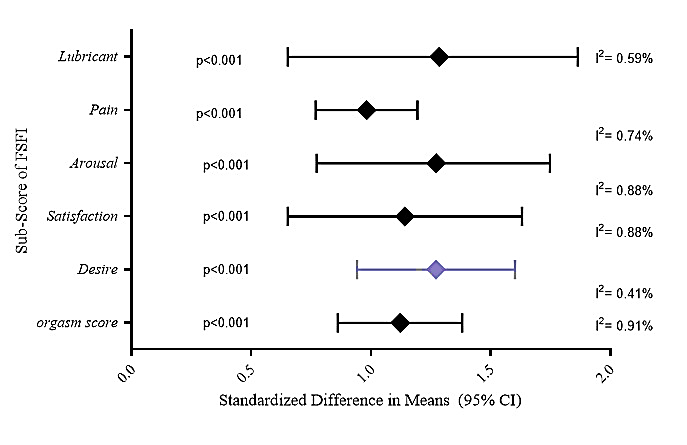 Lubricant p<0.001 I²= 0.59%
Pain p<0.001
I²= 0.74%
Arousal p<0.001
I²= 0.88%
Satisfaction p<0.001
I²= 0.88%
Desire p<0.001
I²= 0.41%
orgasm score p<0.001 I²= 0.91%
Sub-Score of FSFI
0.0 0.5 1.0 1.5 2.0
Standardized Difference in Means (95% CI)